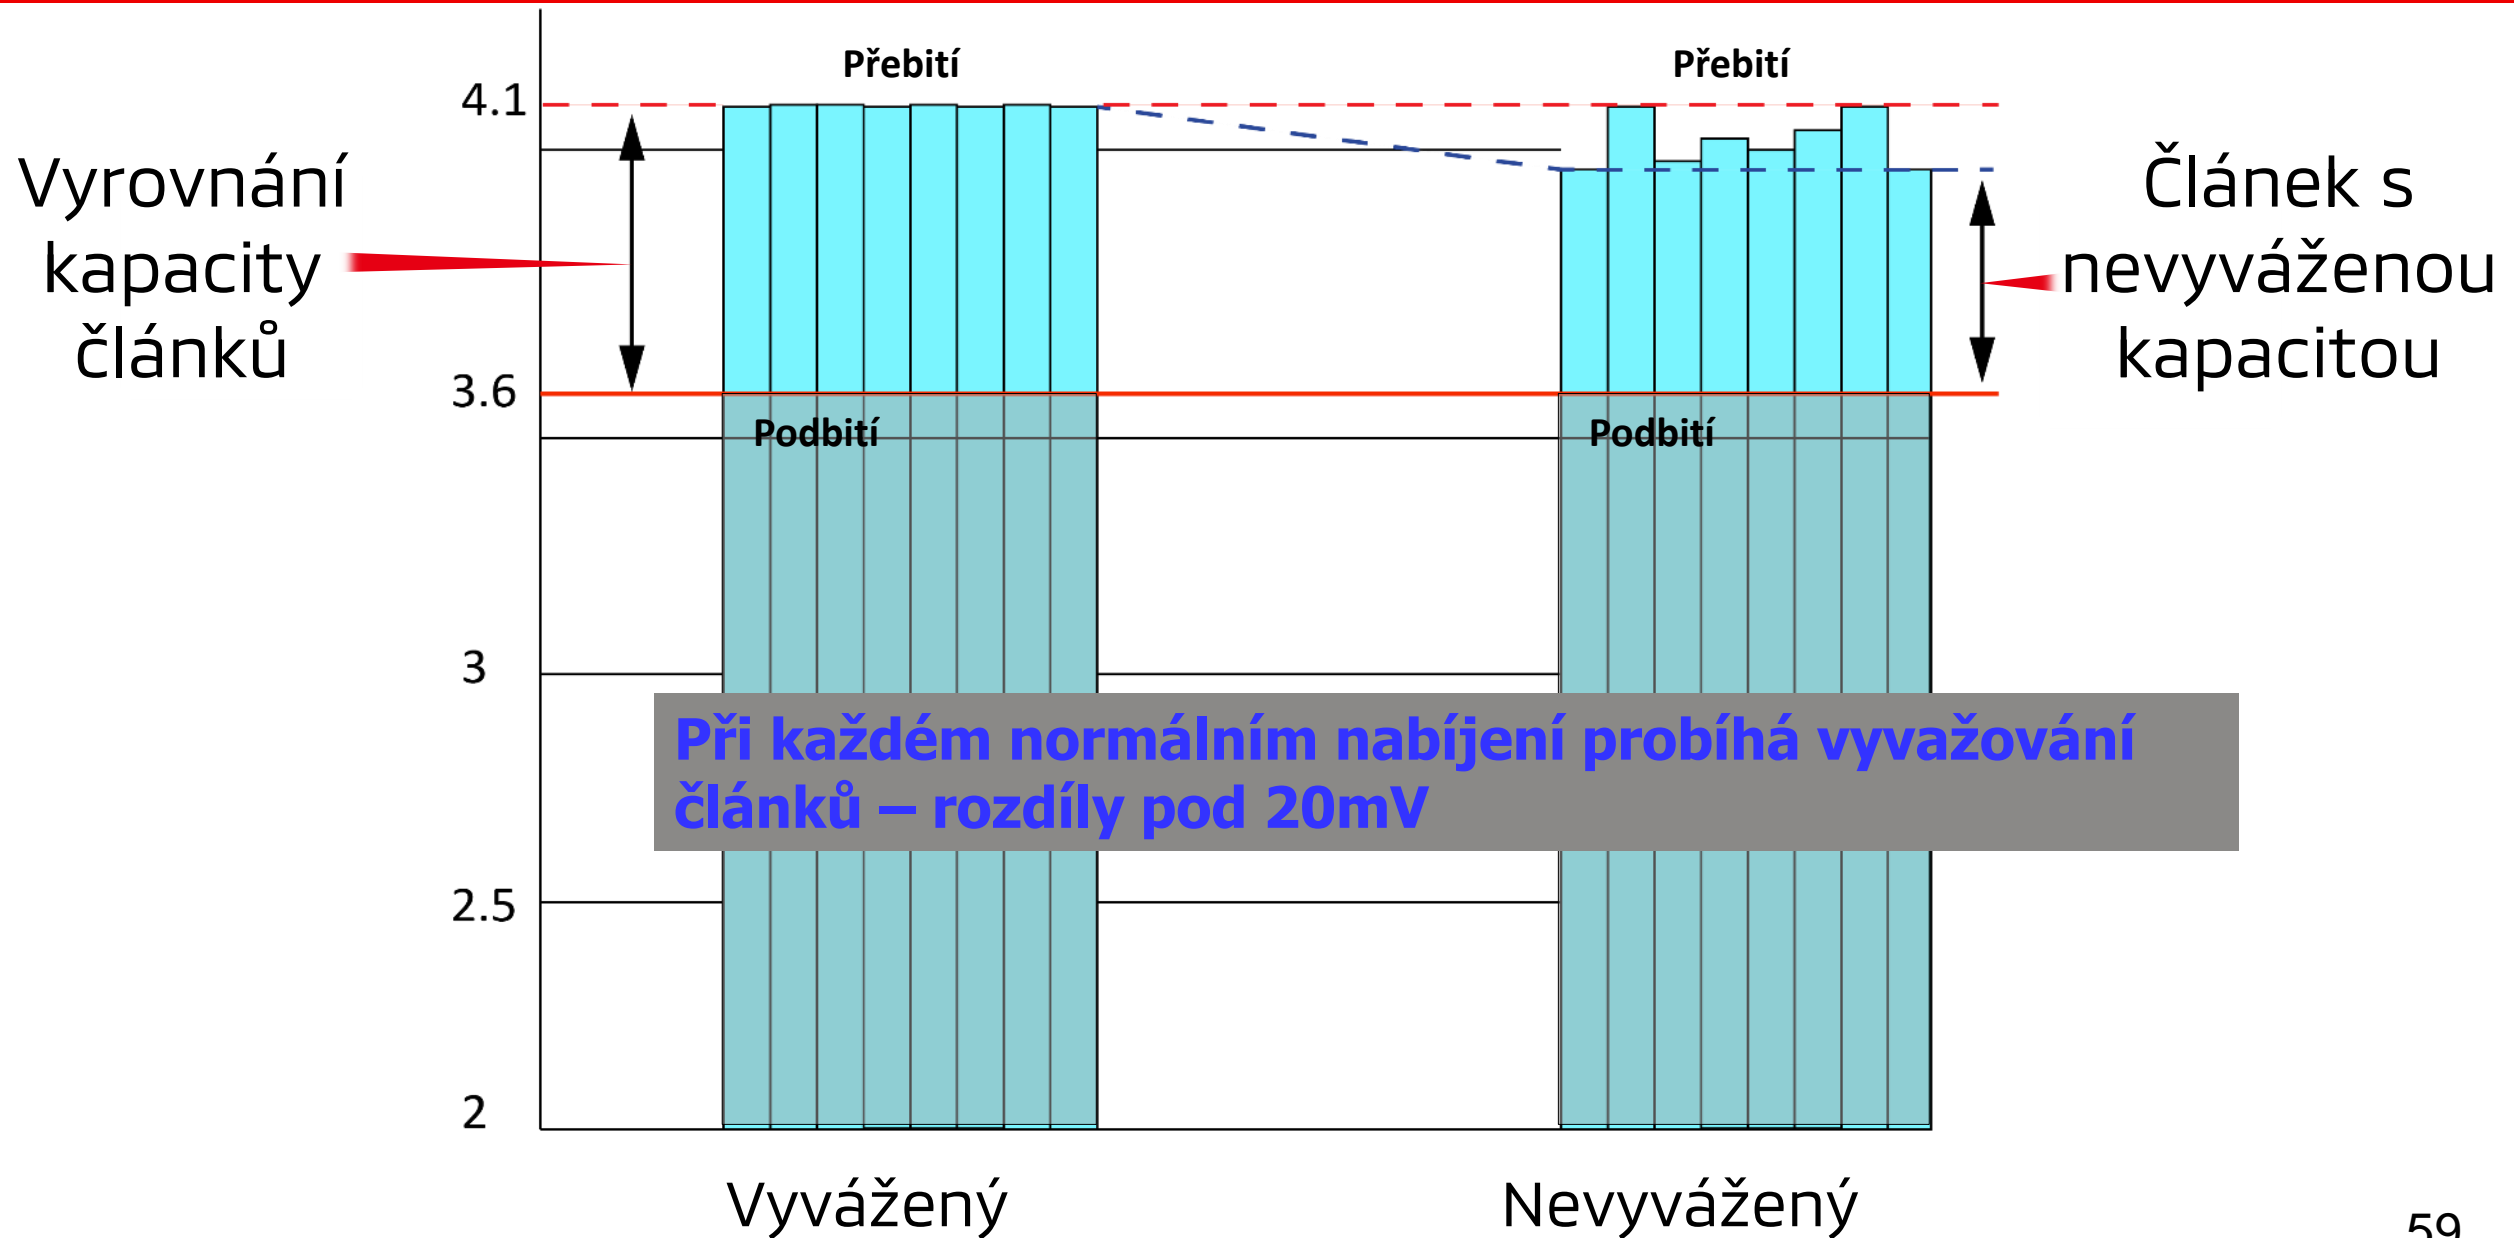 Přebití
Přebití
4.1
Vyrovnání
kapacity
článků
Článek s
nevyváženou
kapacitou
3.6
Podbití
Podbití
3
Při každém normálním nabíjení probíhá vyvažování
článků – rozdíly pod 20mV
2.5
2
Vyvážený
Nevyvážený
59